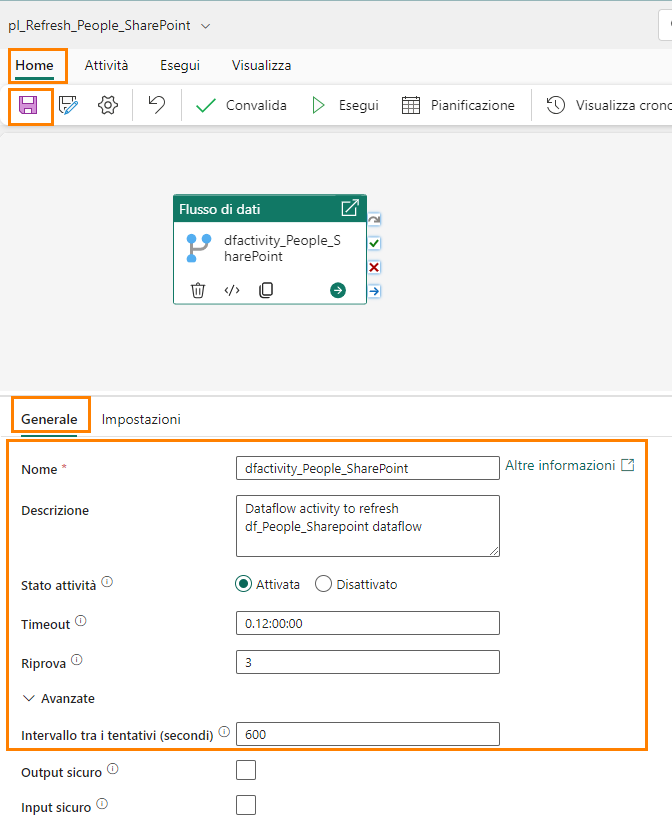 pl_Refresh_People_SharePoint
Home Attività Esegui Visualizza
Convalida Esegui Pianificazione Visualizza crono
Flusso di dati
dfactivity_People_S
harePoint
Generale Impostazioni
Nome * dfactivity_People_SharePoint Altre informazioni
Descrizione Dataflow activity to refresh
df_People_Sharepoint dataflow
Stato attività Attivata Disattivato
Timeout 0.12:00:00
Riprova 3
Avanzate
Intervallo tra i tentativi (secondi) 600
Output sicuro
Input sicuro